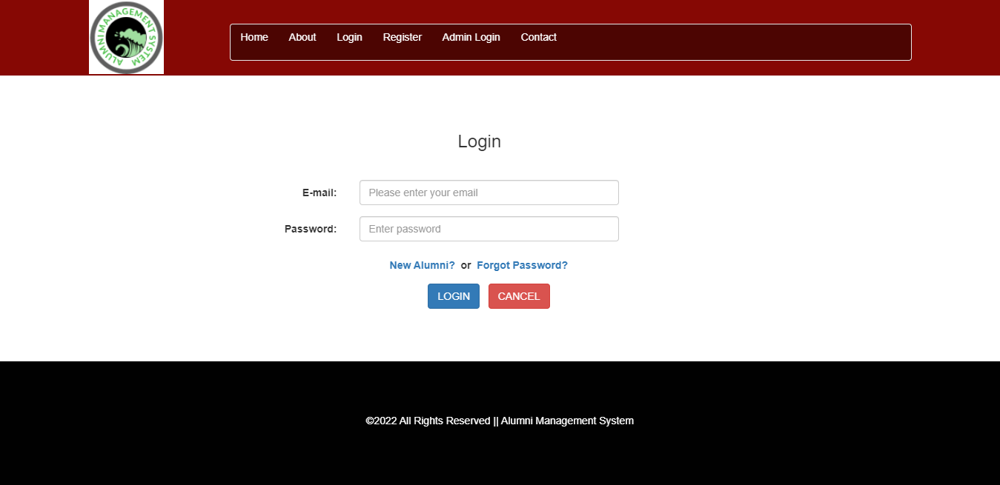 ALUMNI MANAGEMENT SYSTEM
Home About Login Register Admin Login Contact
Login
E-mail: Please enter your email
Password: Enter password
New Alumni? or Forgot Password?
LOGIN CANCEL
©2022 All Rights Reserved || Alumni Management System